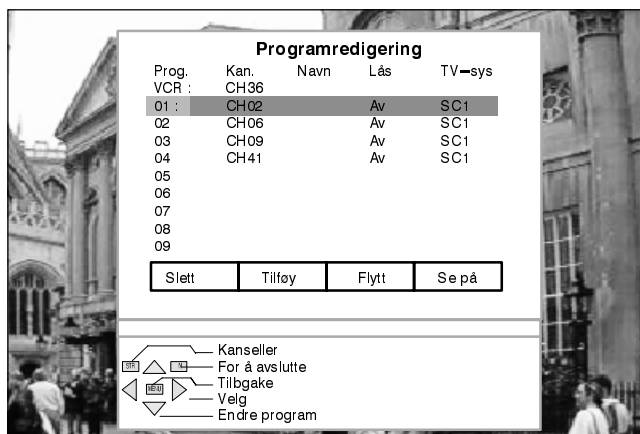 Programredigering
Prog. Kan. Navn Lås TV-sys
VCR : CH36
01 : CH02 Av SC1
02 CH06 Av SC1
03 CH09 Av SC1
04 CH41 Av SC1
05
06
07
08
09
Slett Tilføy Flytt Se på
Kanseller
STR N For å avslutte
MENU Tilbgake
Velg
Endre program